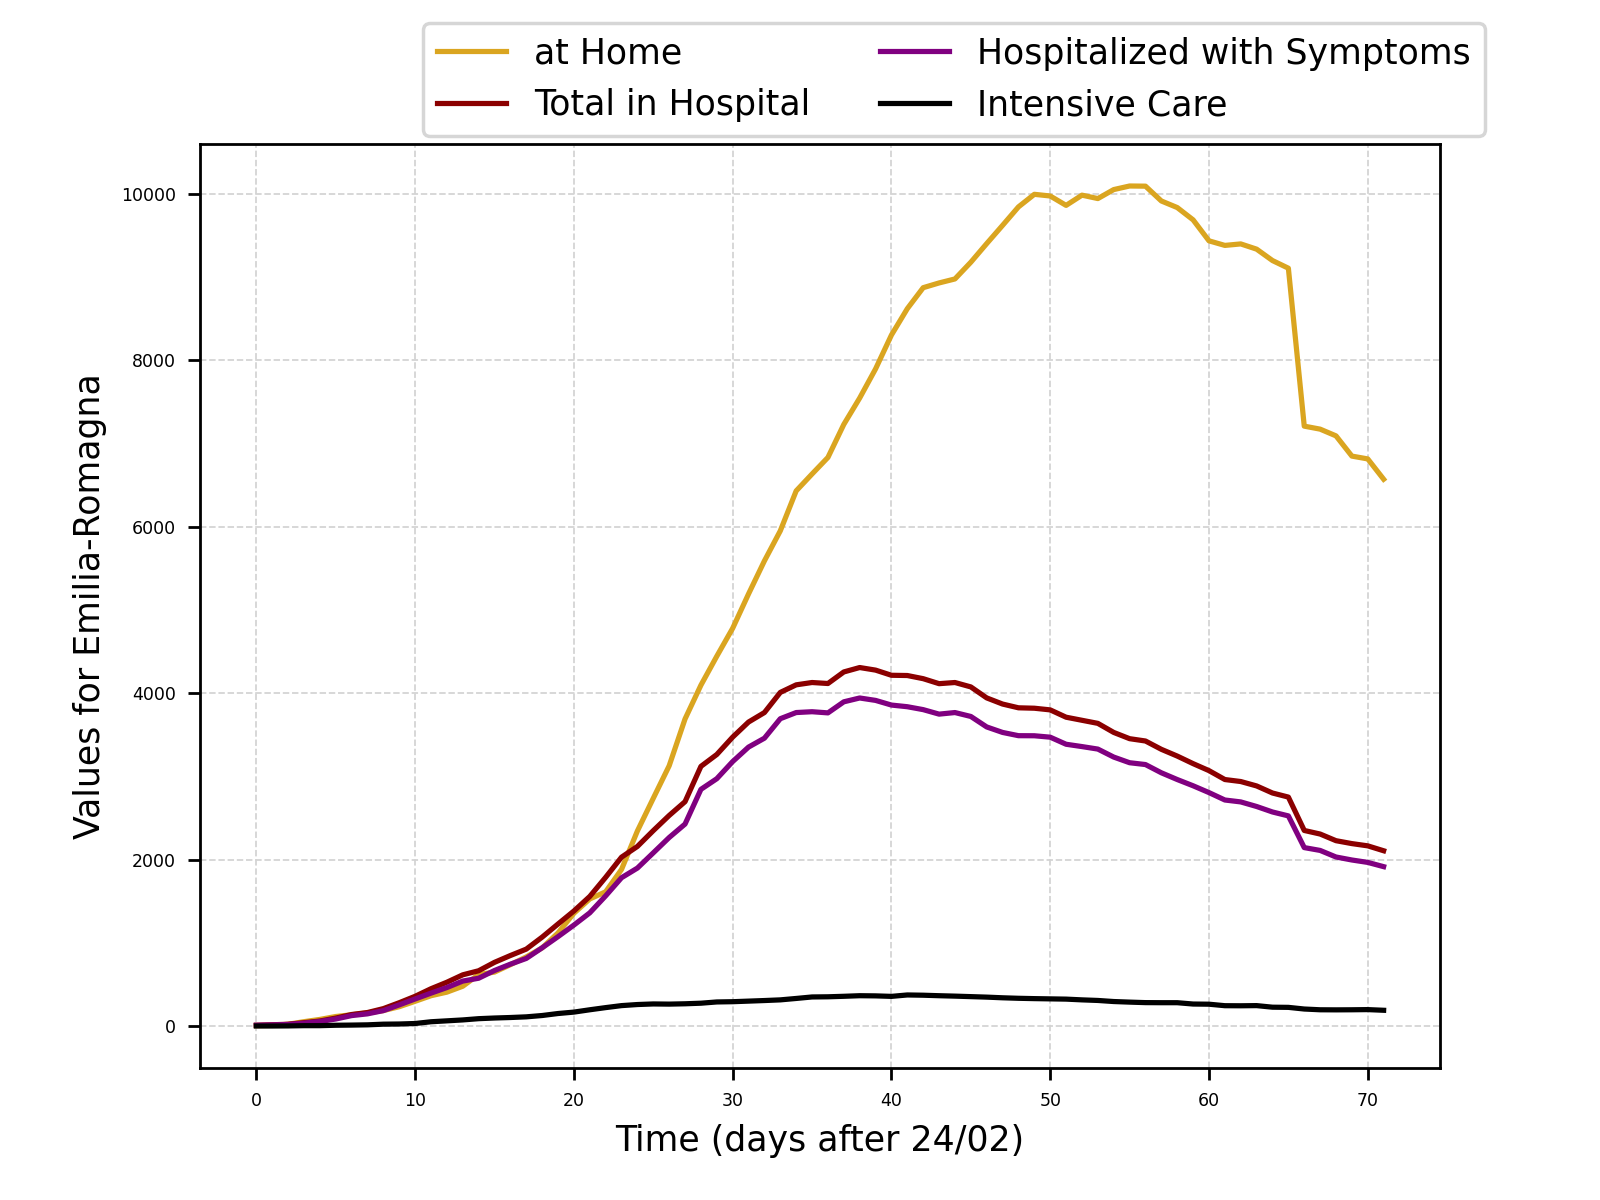 at Home
Total in Hospital
Hospitalized with Symptoms
Intensive Care
Values for Emilia-Romagna
10000
8000
6000
4000
2000
0
0 10 20 30 40 50 60 70
Time (days after 24/02)